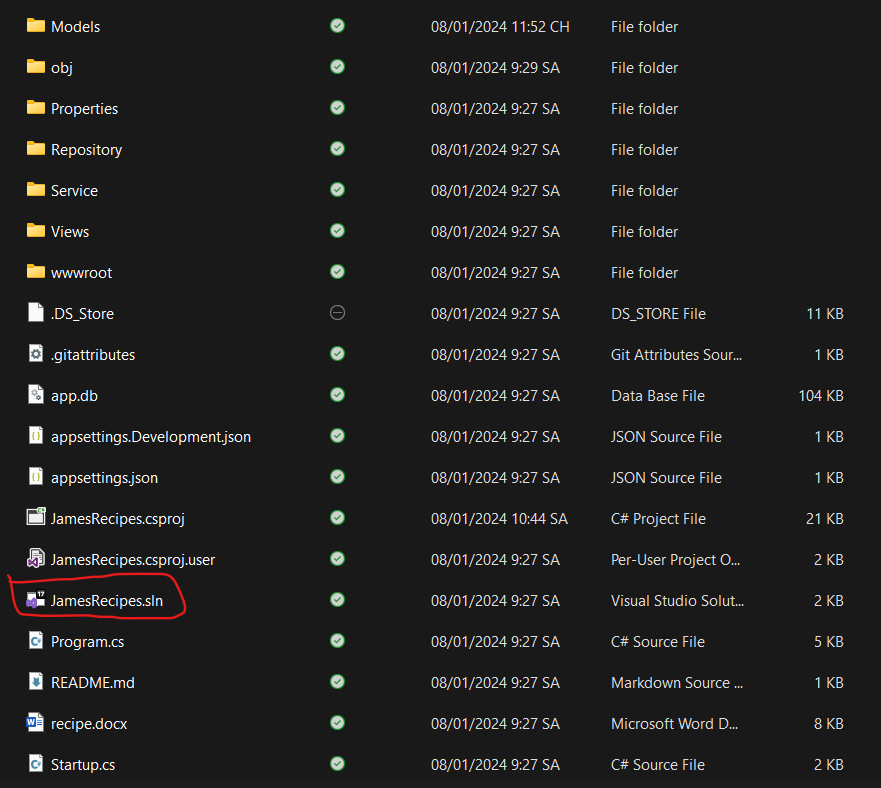 Models 08/01/2024 11:52 CH File folder
obj 08/01/2024 9:29 SA File folder
Properties 08/01/2024 9:27 SA File folder
Repository 08/01/2024 9:27 SA File folder
Service 08/01/2024 9:27 SA File folder
Views 08/01/2024 9:27 SA File folder
wwwroot 08/01/2024 9:27 SA File folder
.DS_Store 08/01/2024 9:27 SA DS_STORE File 11 KB
.gitattributes 08/01/2024 9:27 SA Git Attributes Sour... 1 KB
app.db 08/01/2024 9:27 SA Data Base File 104 KB
appsettings.Development.json 08/01/2024 9:27 SA JSON Source File 1 KB
appsettings.json 08/01/2024 9:27 SA JSON Source File 1 KB
JamesRecipes.csproj 08/01/2024 10:44 SA C# Project File 21 KB
JamesRecipes.csproj.user 08/01/2024 9:27 SA Per-User Project O... 2 KB
JamesRecipes.sln 08/01/2024 9:27 SA Visual Studio Solut... 2 KB
Program.cs 08/01/2024 9:27 SA C# Source File 5 KB
README.md 08/01/2024 9:27 SA Markdown Source ... 1 KB
recipe.docx 08/01/2024 9:27 SA Microsoft Word D... 8 KB
Startup.cs 08/01/2024 9:27 SA C# Source File 2 KB